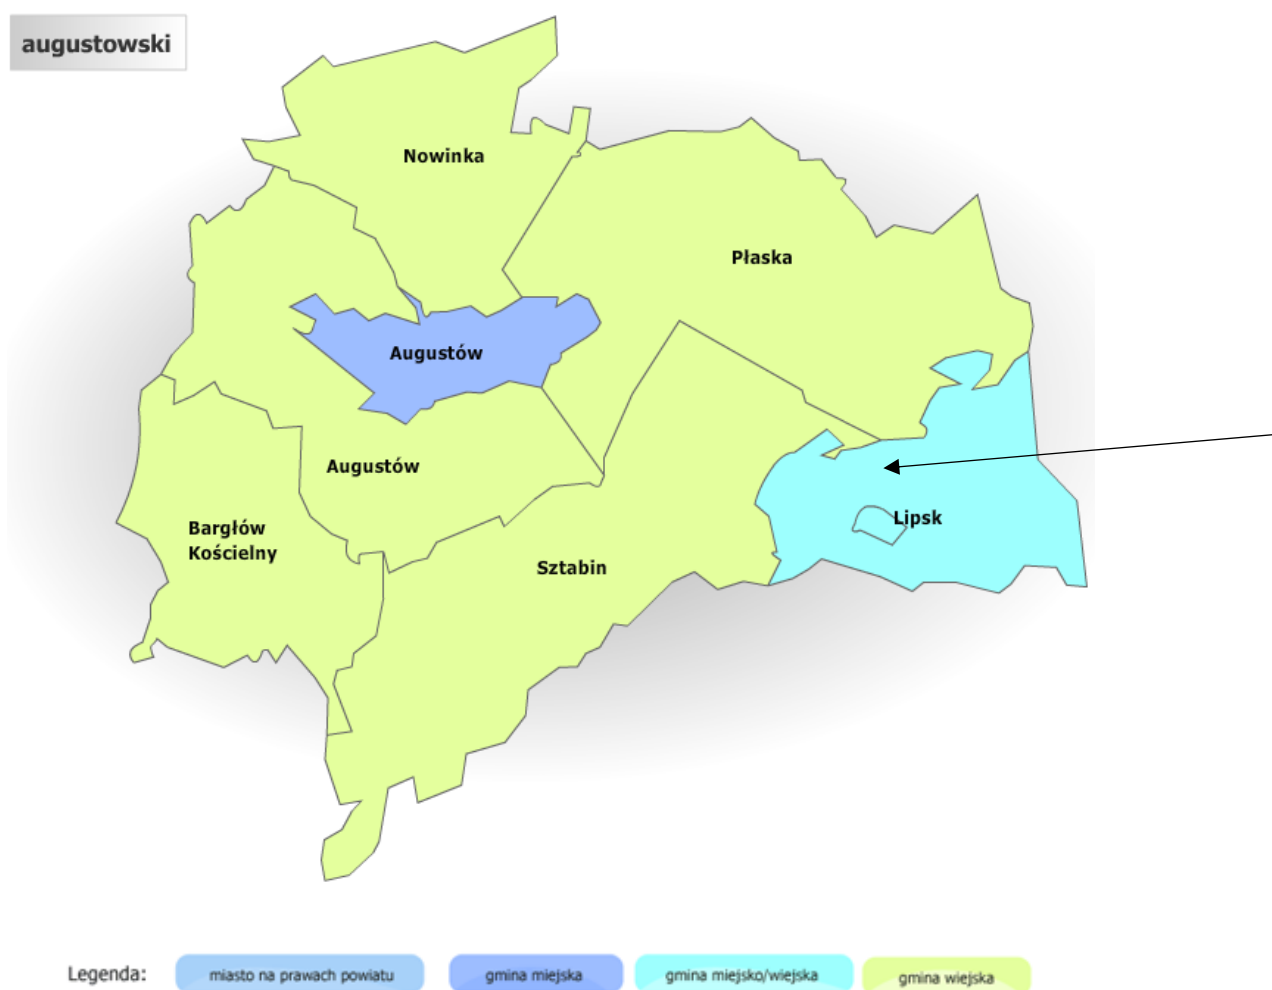 augustowski
Nowinka
Płaska
Augustów
Augustów
Lipsk
Bargłów
Kościelny
Sztabin
Legenda:
miasto na prawach powiatu
gmina miejska
gmina miejsko/wiejska
gmina wiejska